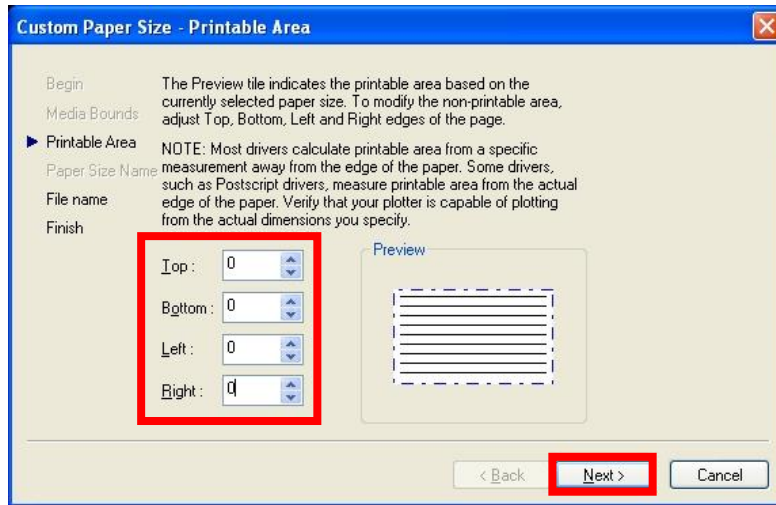 Custom Paper Size - Printable Area
Begin
Media Bounds
Printable Area
Paper Size Name
File name
Finish
The Preview tile indicates the printable area based on the
currently selected paper size. To modify the non-printable area,
adjust Top, Bottom, Left and Right edges of the page.
NOTE: Most drivers calculate printable area from a specific
measurement away from the edge of the paper. Some drivers,
such as Postscript drivers, measure printable area from the actual
edge of the paper. Verify that your plotter is capable of plotting
from the actual dimensions you specify.
Top : 0
Bottom : 0
Left : 0
Right : 0
Preview
< Back
Next >
Cancel